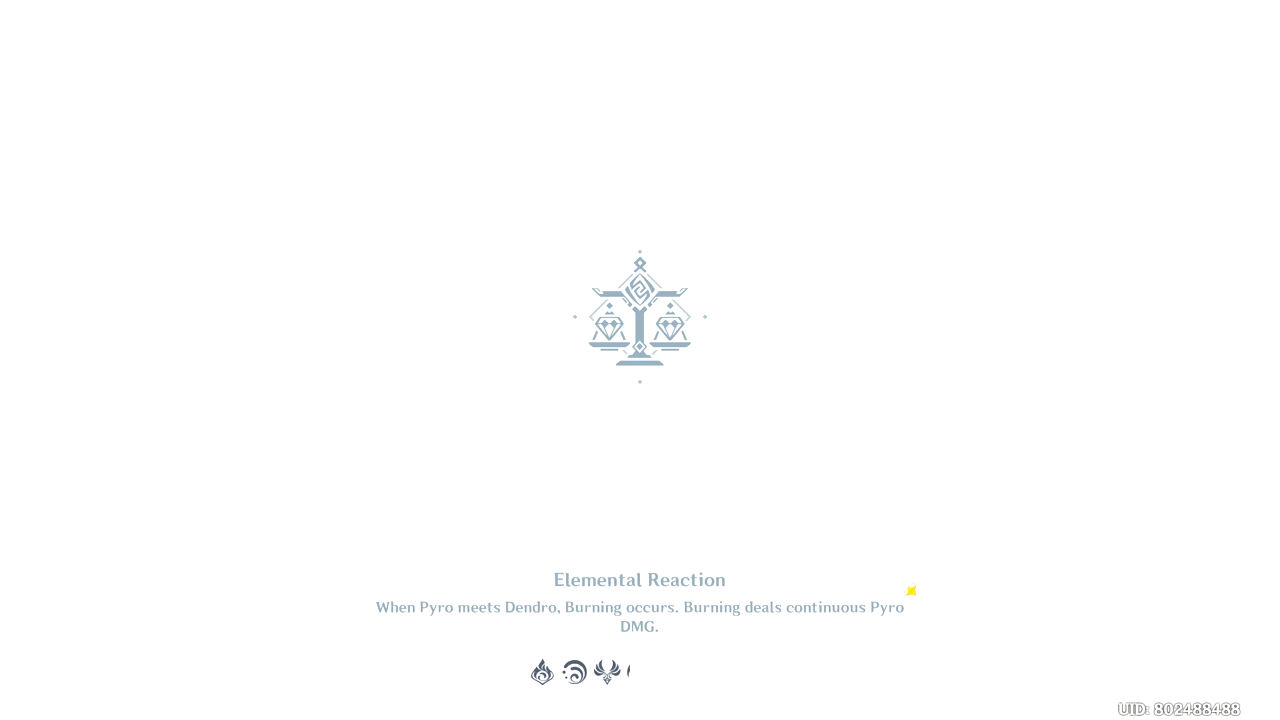 Elemental Reaction
When Pyro meets Dendro, Burning occurs. Burning deals continuous Pyro
DMG.
UID: 802488488